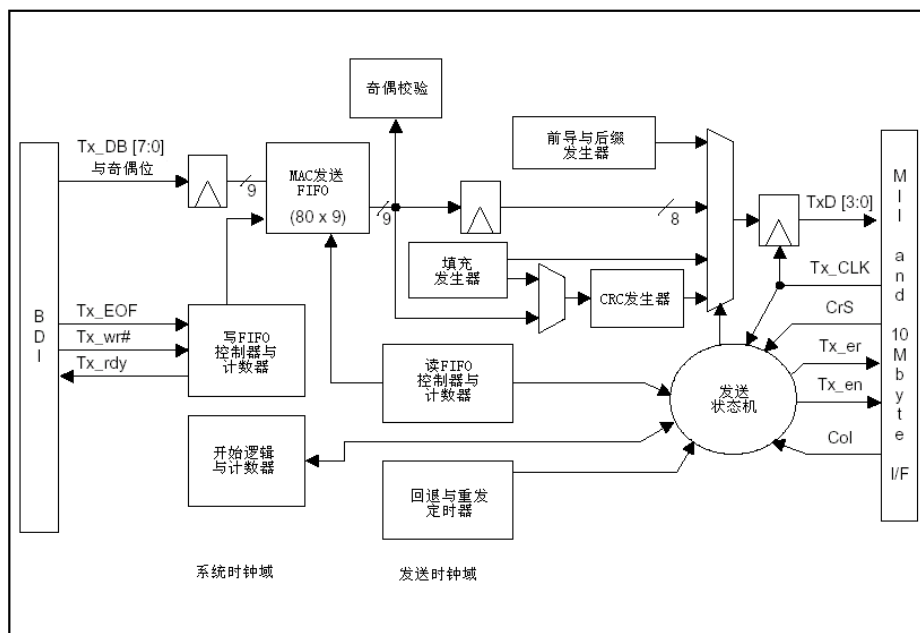 奇偶校验
Tx_DB [7:0]
与奇偶位
9
MAC发送
FIFO
(80 x 9)
9
前导与后缀
发生器
8
TxD [3:0]
填充
发生器
CRC发生器
Tx_CLK
CrS
Tx_er
Tx_en
Col
BDI
Tx_EOF
Tx_wr#
Tx_rdy
写FIFO
控制器与
计数器
读FIFO
控制器与
计数器
发送
状态机
开始逻辑
与计数器
回退与重发
定时器
MII and 10 Mbyte I/F
系统时钟域
发送时钟域